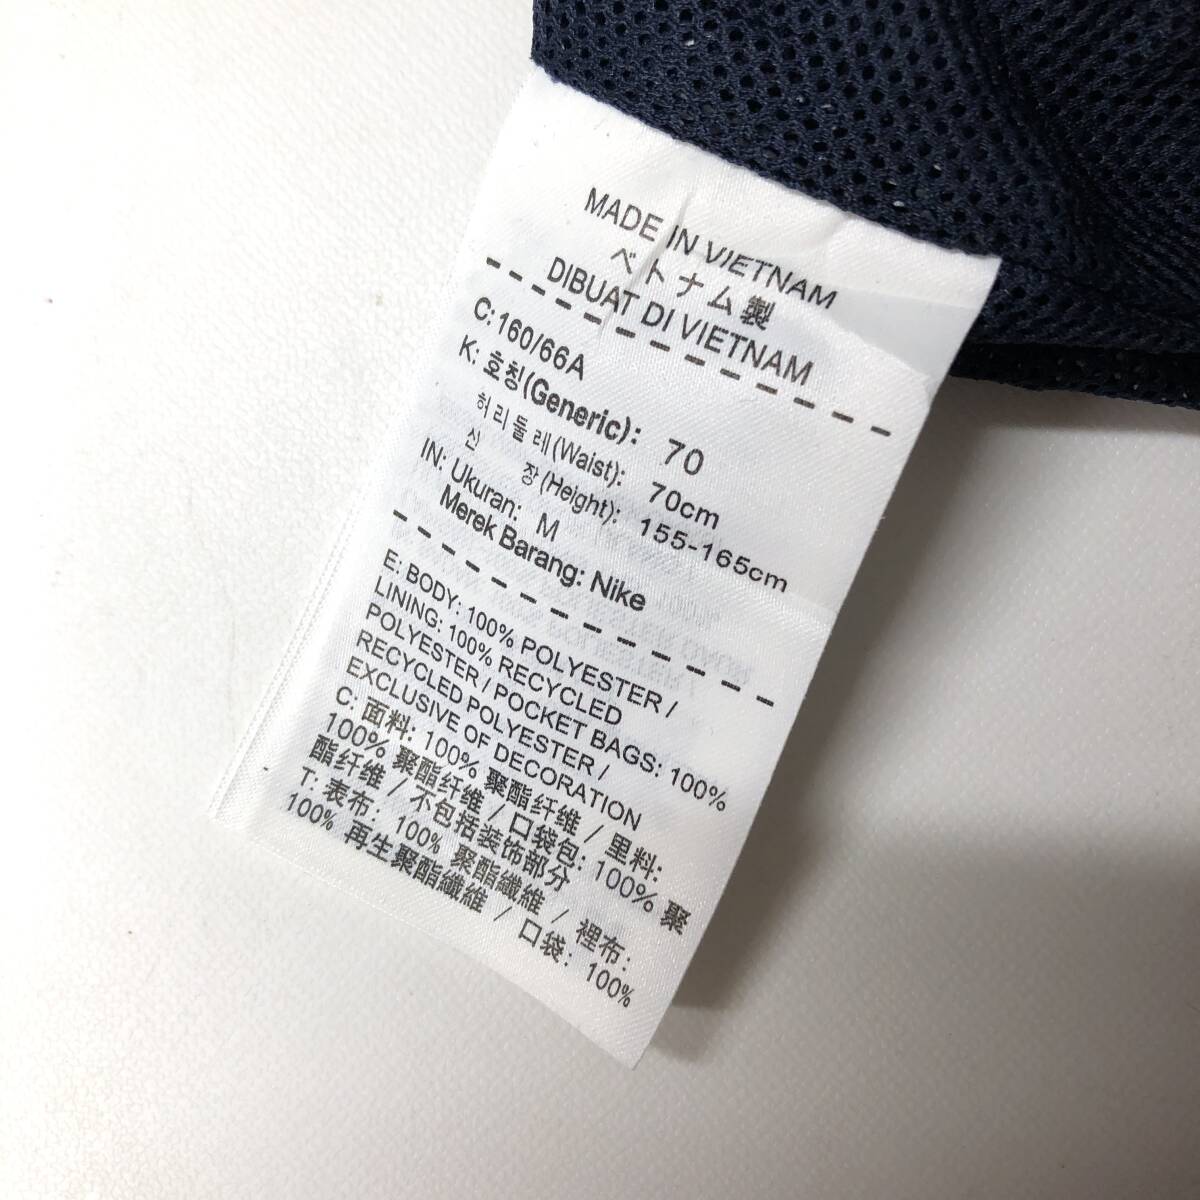 MADE IN VIETNAM
ベトナム製
DIBUAT DI VIETNAM
C: 160/66A
K: 호칭(Generic): 70
허리둘레(Waist): 70cm
신 장(Height): 155-165cm
IN: Ukuran: M
Merek Barang: Nike
E: BODY: 100% POLYESTER /
LINING: 100% RECYCLED
POLYESTER / POCKET BAGS: 100%
RECYCLED POLYESTER /
EXCLUSIVE OF DECORATION
C: 面料: 100% 聚酯纤维 / 里料:
100% 聚酯纤维 / 口袋包: 100% 聚
酯纤维 / 不包括装饰部分
T: 表布: 100% 聚酯纖維 / 裡布:
100% 再生聚酯纖維 / 口袋: 100%